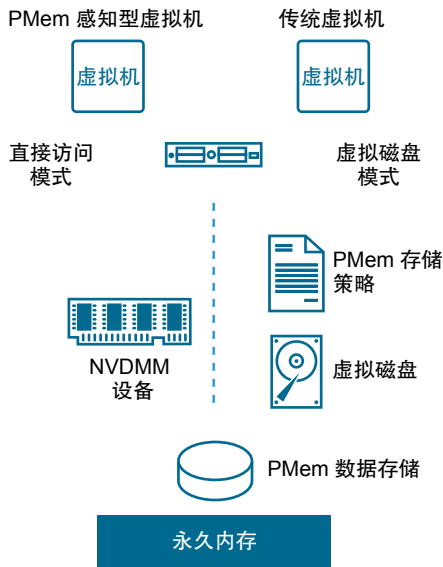 PMem 感知型虚拟机
传统虚拟机
虚拟机
虚拟机
直接访问
模式
虚拟磁盘
模式
PMem 存储
策略
NVDMM
设备
虚拟磁盘
PMem 数据存储
永久内存